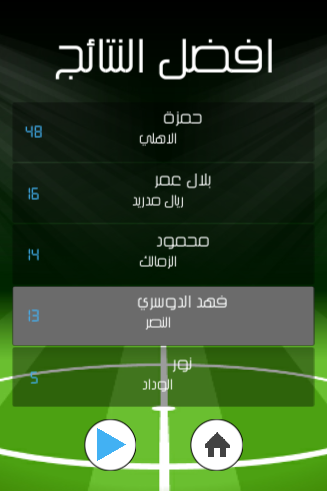 افضل النتائج
حمزة
48
الاهلي
بلال عمر
16
ريال مدريد
محمود
14
الزمالك
فهد الدوسري
13
النصر
نور
5
الوداد